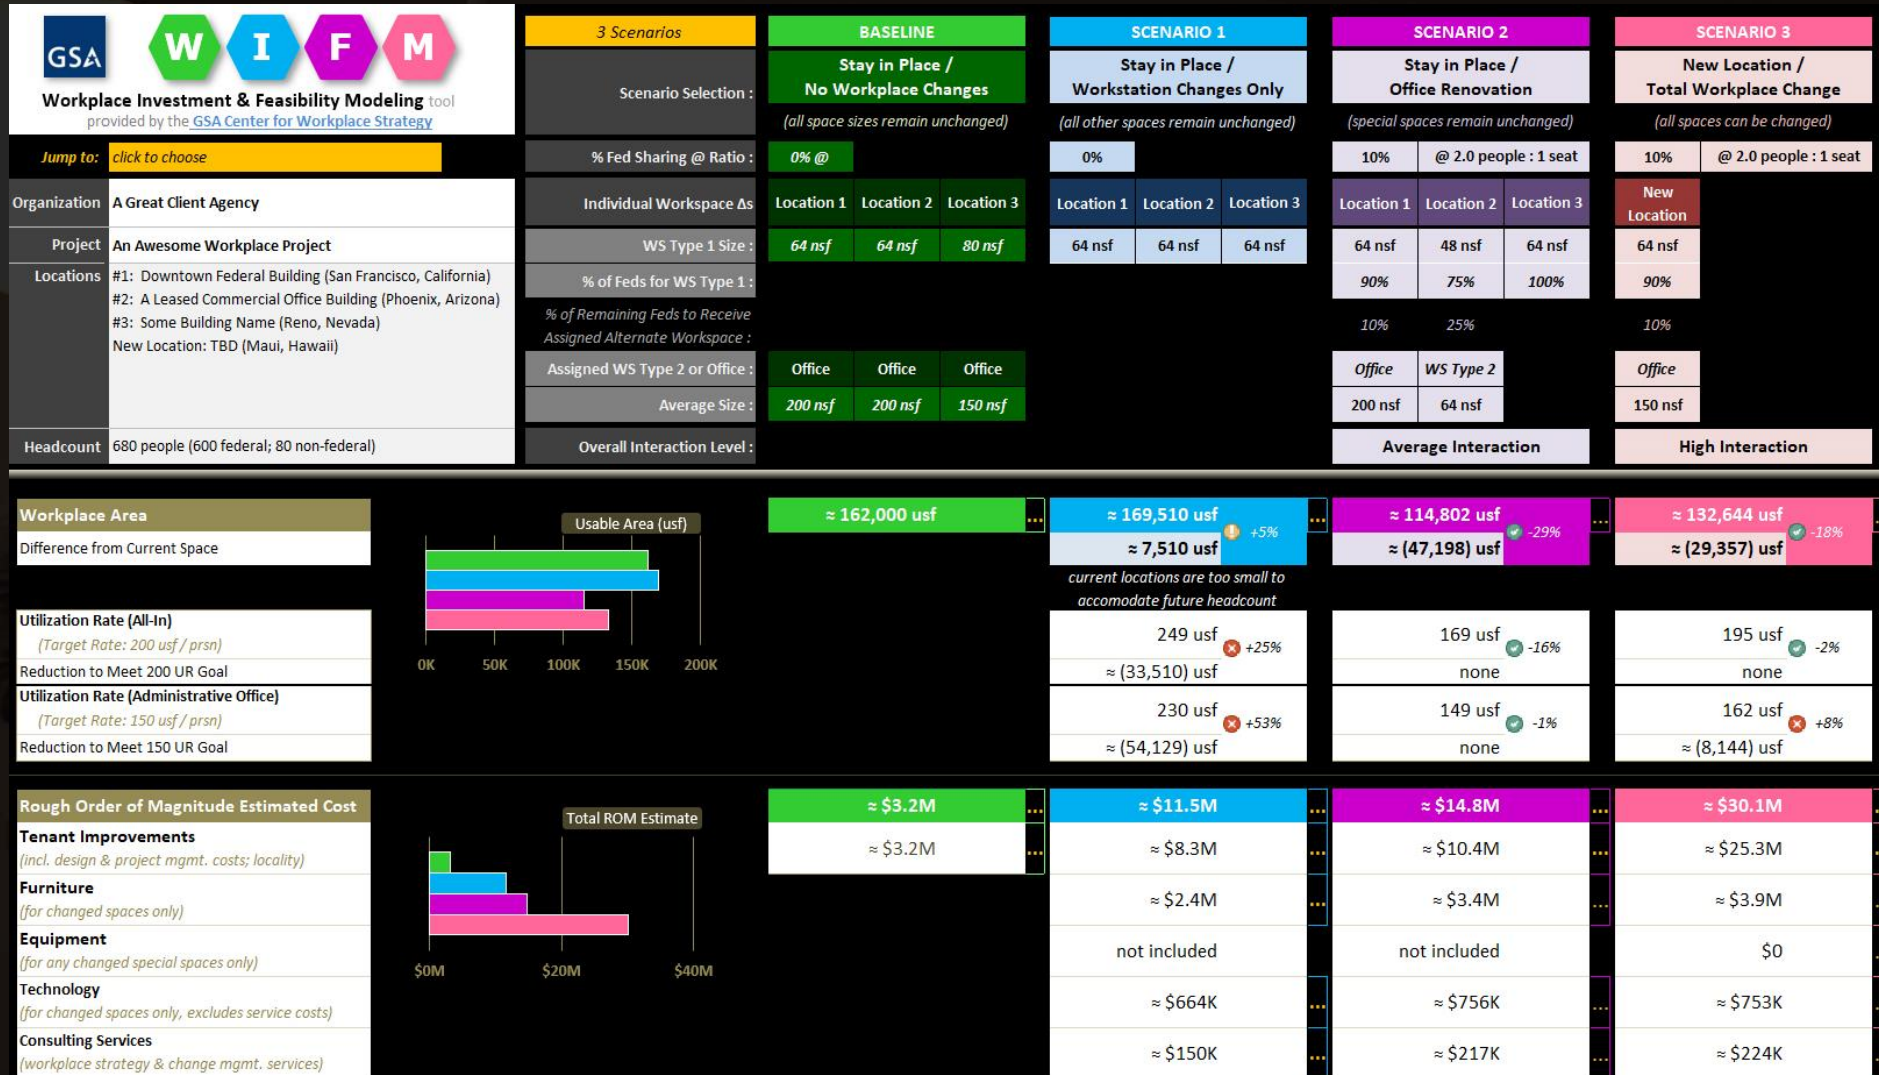 GSA
W I F M
Workplace Investment & Feasibility Modeling tool
provided by the GSA Center for Workplace Strategy
Jump to: click to choose
Organization A Great Client Agency
Project An Awesome Workplace Project
Locations #1: Downtown Federal Building (San Francisco, California)
#2: A Leased Commercial Office Building (Phoenix, Arizona)
#3: Some Building Name (Reno, Nevada)
New Location: TBD (Maui, Hawaii)
Headcount 680 people (600 federal; 80 non-federal)
3 Scenarios BASELINE SCENARIO 1 SCENARIO 2 SCENARIO 3
Scenario Selection :
Stay in Place /
No Workplace Changes
(all space sizes remain unchanged)
Stay in Place /
Workstation Changes Only
(all other spaces remain unchanged)
Stay in Place /
Office Renovation
(special spaces remain unchanged)
New Location /
Total Workplace Change
(all spaces can be changed)
% Fed Sharing @ Ratio : 0% @ 0% 10% @ 2.0 people : 1 seat 10% @ 2.0 people : 1 seat
Individual Workspace Δs Location 1 Location 2 Location 3 Location 1 Location 2 Location 3 Location 1 Location 2 Location 3 New
Location
WS Type 1 Size : 64 nsf 64 nsf 80 nsf 64 nsf 64 nsf 64 nsf 64 nsf 48 nsf 64 nsf 64 nsf
% of Feds for WS Type 1 : 90% 75% 100% 90%
% of Remaining Feds to Receive
Assigned Alternate Workspace : 10% 25% 10%
Assigned WS Type 2 or Office : Office Office Office Office WS Type 2 Office
Average Size : 200 nsf 200 nsf 150 nsf 200 nsf 64 nsf 150 nsf
Overall Interaction Level : Average Interaction High Interaction
Workplace Area
Difference from Current Space
Usable Area (usf)
0K 50K 100K 150K 200K
≈ 162,000 usf ...
≈ 169,510 usf ...
≈ 7,510 usf +5%
current locations are too small to
accomodate future headcount
≈ 114,802 usf ...
≈ (47,198) usf -29%
≈ 132,644 usf
≈ (29,357) usf -18%
Utilization Rate (All-In)
(Target Rate: 200 usf / prsn)
249 usf +25% 169 usf -16% 195 usf -2%
Reduction to Meet 200 UR Goal ≈ (33,510) usf none none
Utilization Rate (Administrative Office)
(Target Rate: 150 usf / prsn)
230 usf +53% 149 usf -1% 162 usf +8%
Reduction to Meet 150 UR Goal ≈ (54,129) usf none ≈ (8,144) usf
Rough Order of Magnitude Estimated Cost ≈ $3.2M ... ≈ $11.5M ... ≈ $14.8M ... ≈ $30.1M
Total ROM Estimate
$0M $20M $40M
Tenant Improvements
(incl. design & project mgmt. costs; locality)
≈ $3.2M ... ≈ $8.3M ... ≈ $10.4M ... ≈ $25.3M
Furniture
(for changed spaces only)
≈ $2.4M ... ≈ $3.4M ... ≈ $3.9M
Equipment
(for any changed special spaces only)
not included not included $0
Technology
(for changed spaces only, excludes service costs)
≈ $664K ... ≈ $756K ... ≈ $753K
Consulting Services
(workplace strategy & change mgmt. services)
≈ $150K ... ≈ $217K ... ≈ $224K